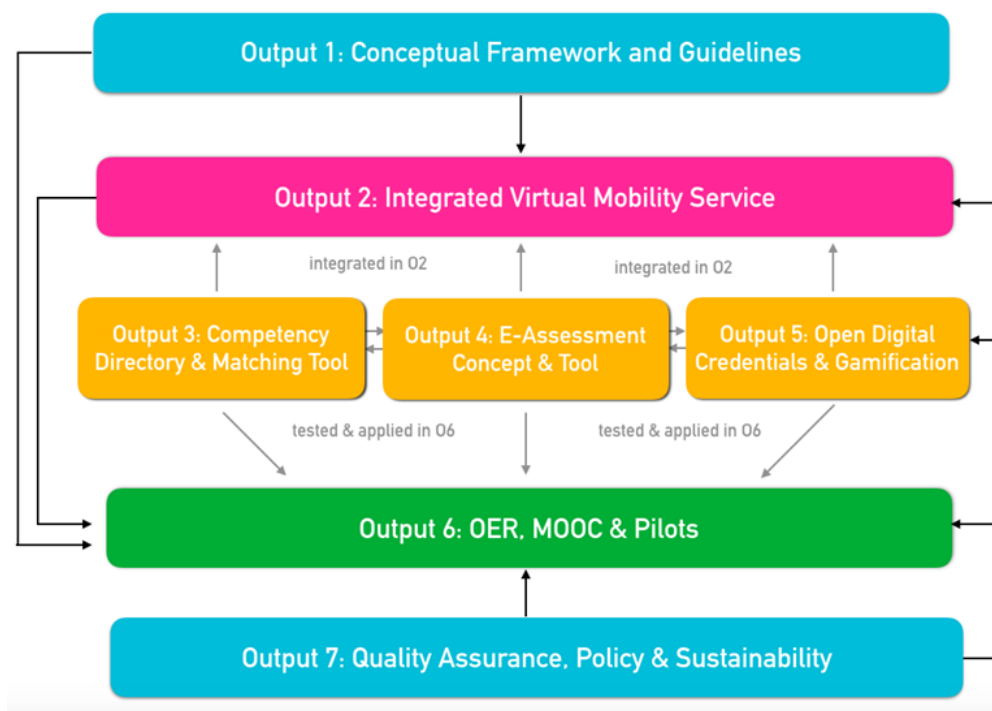 Output 1: Conceptual Framework and Guidelines
Output 2: Integrated Virtual Mobility Service
integrated in O2
integrated in O2
Output 3: Competency
Directory & Matching Tool
Output 4: E-Assessment
Concept & Tool
Output 5: Open Digital
Credentials & Gamification
tested & applied in O6
tested & applied in O6
Output 6: OER, MOOC & Pilots
Output 7: Quality Assurance, Policy & Sustainability